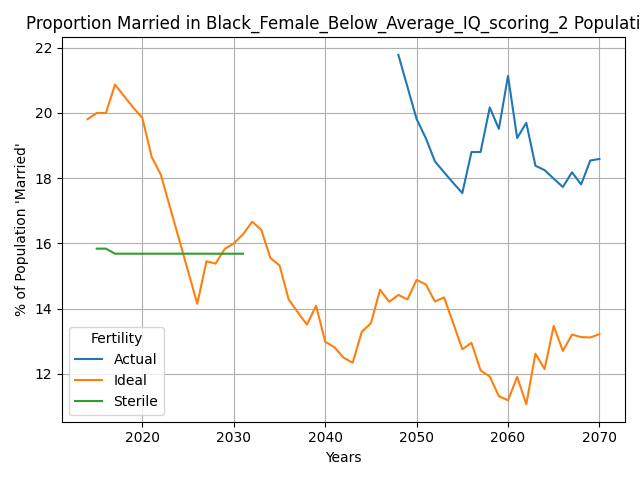 Proportion Married in Black_Female_Below_Average_IQ_scoring_2 Populati
% of Population 'Married'
22
20
18
16
14
12
Fertility
Actual
Ideal
Sterile
2020 2030 2040 2050 2060 2070
Years